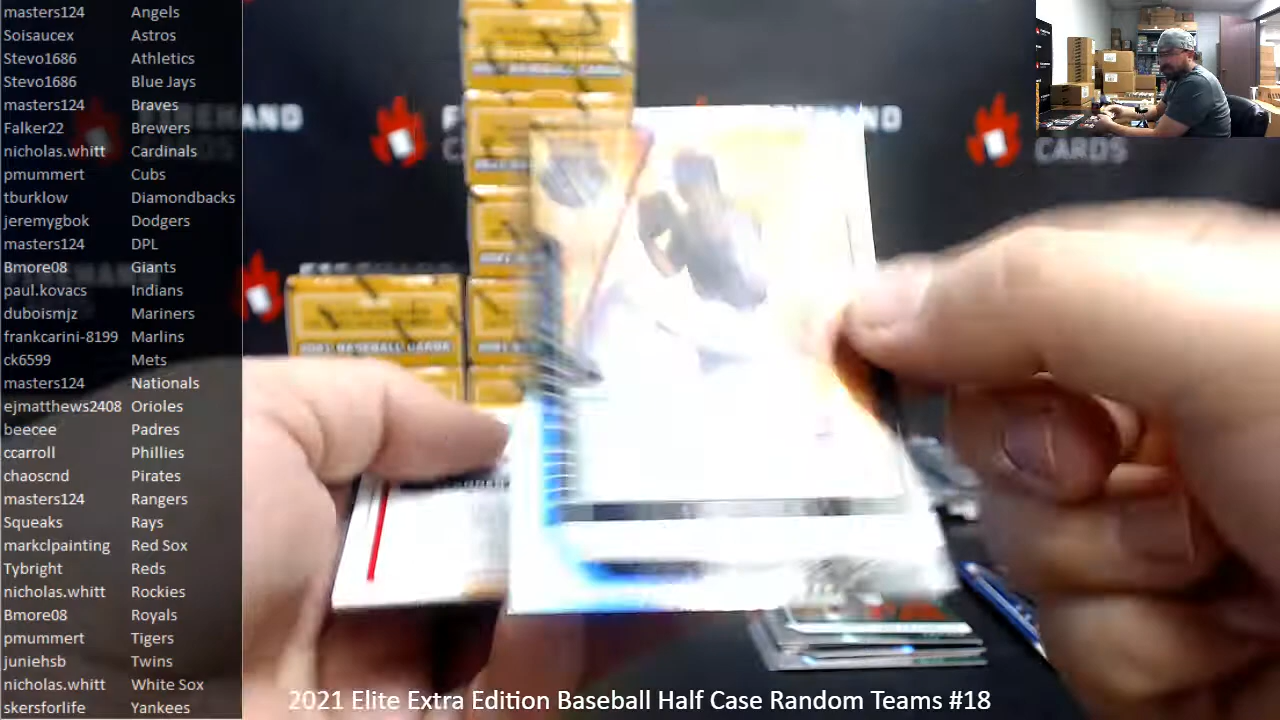 masters124 Angels
Soisaucex Astros
Stevo1686 Athletics
Stevo1686 Blue Jays
masters124 Braves
Falker22 Brewers
nicholas.whitt Cardinals
pmummert Cubs
tburklow Diamondbacks
jeremygbok Dodgers
masters124 DPL
Bmore08 Giants
paul.kovacs Indians
duboismjz Mariners
frankcarini-8199 Marlins
ck6599 Mets
masters124 Nationals
ejmatthews2408 Orioles
beecee Padres
ccarroll Phillies
chaoscnd Pirates
masters124 Rangers
Squeaks Rays
markclpainting Red Sox
Tybright Reds
nicholas.whitt Rockies
Bmore08 Royals
pmummert Tigers
juniehsb Twins
nicholas.whitt White Sox
skersforlife Yankees
CARDS
2021 BASEBALL CARDS
2021 Elite Extra Edition Baseball Half Case Random Teams #18